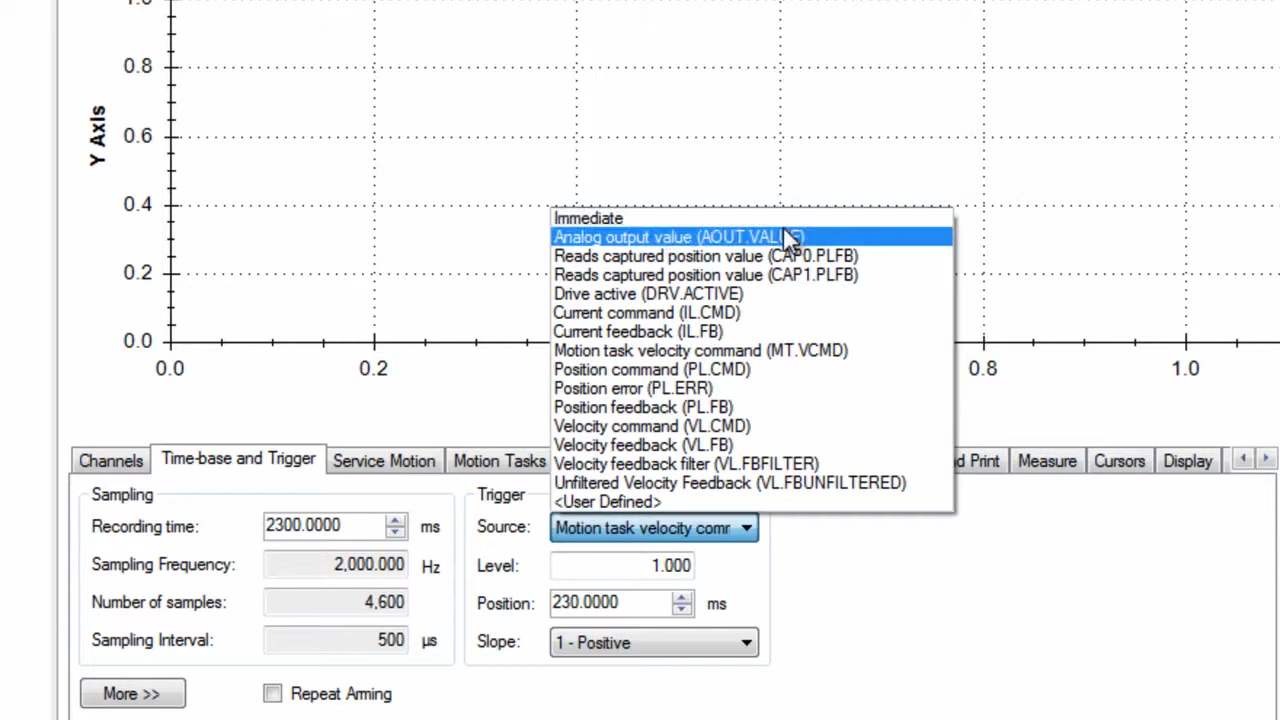 1.0
0.8
0.6
0.4
0.2
0.0
Y Axis
0.0
0.2
0.8
1.0
Immediate
Analog output value (AOUT.VALUE)
Reads captured position value (CAP0.PLFB)
Reads captured position value (CAP1.PLFB)
Drive active (DRV.ACTIVE)
Current command (IL.CMD)
Current feedback (IL.FB)
Motion task velocity command (MT.VCMD)
Position command (PL.CMD)
Position error (PL.ERR)
Position feedback (PL.FB)
Velocity command (VL.CMD)
Velocity feedback (VL.FB)
Velocity feedback filter (VL.FBFILTER)
Unfiltered Velocity Feedback (VL.FBUNFILTERED)
<User Defined>
Channels Time-base and Trigger Service Motion Motion Tasks d Print Measure Cursors Display
Sampling
Recording time: 2300.0000 ms
Sampling Frequency: 2,000.000 Hz
Number of samples: 4,600
Sampling Interval: 500 µs
More >>
Repeat Arming
Trigger
Source: Motion task velocity comr
Level: 1.000
Position: 230.0000 ms
Slope: 1 - Positive